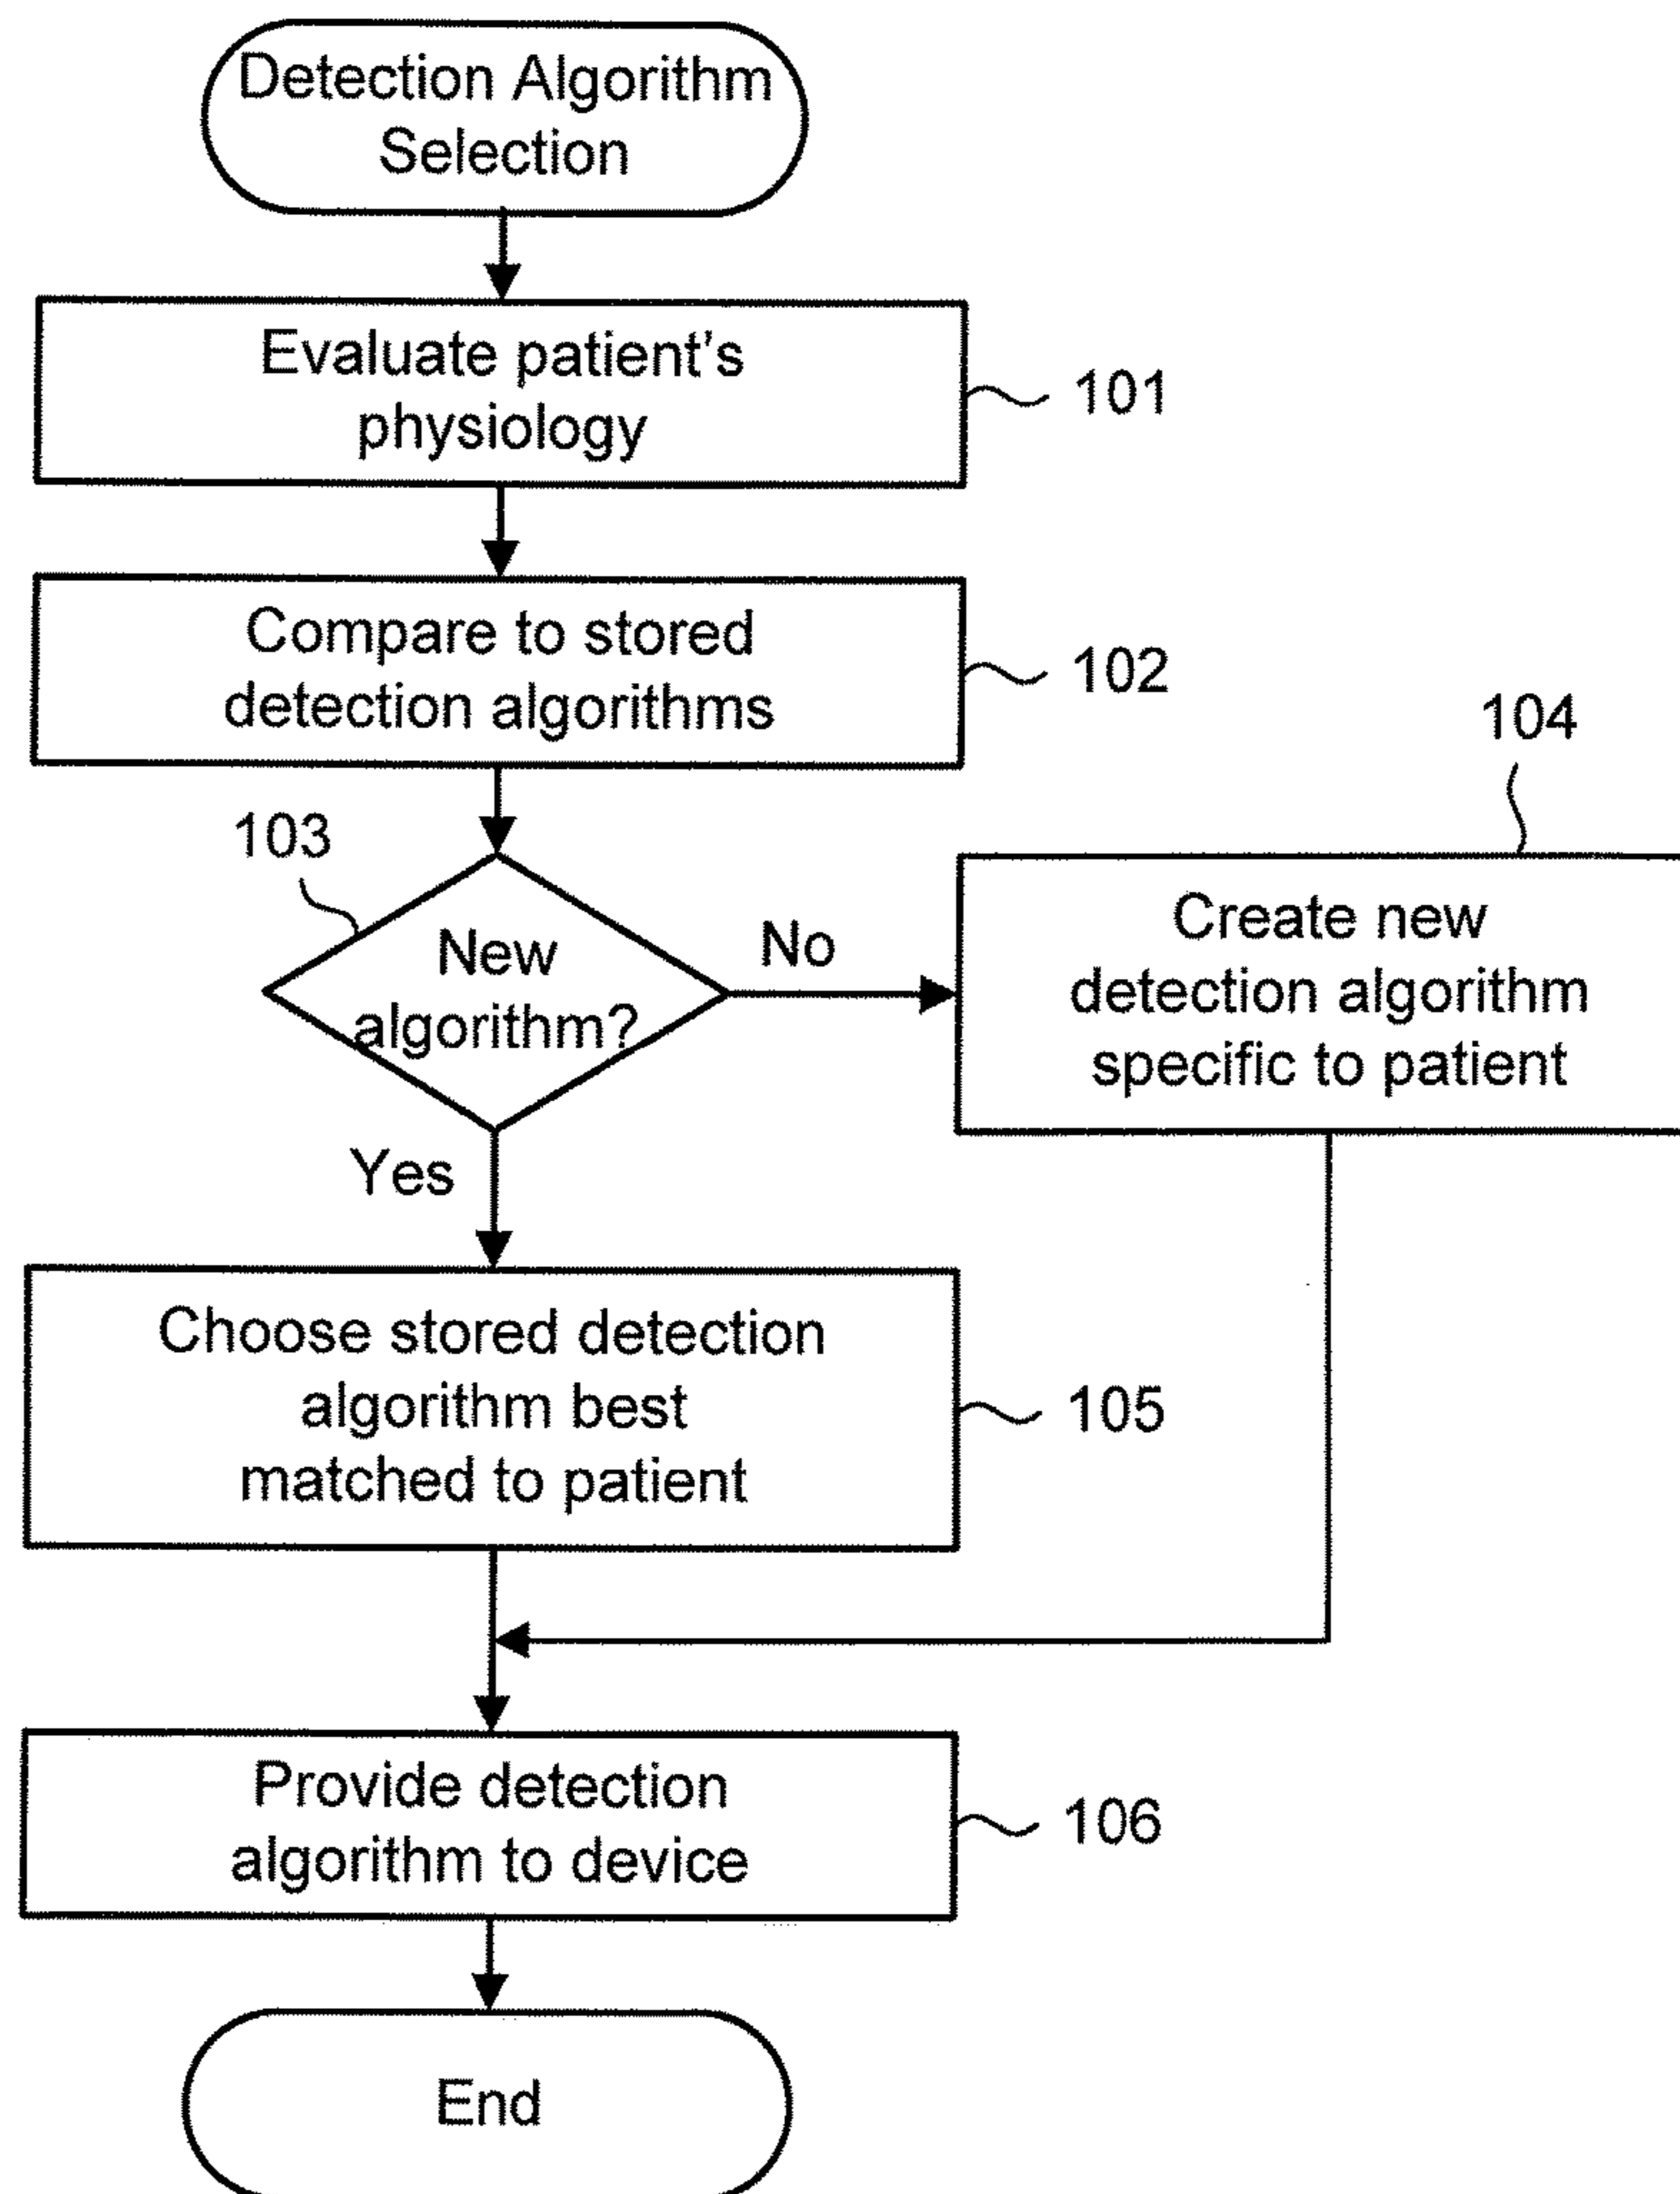 Detection Algorithm
Selection
Evaluate patient's
physiology
101
Compare to stored
detection algorithms
102
103
New
algorithm?
No
Yes
104
Create new
detection algorithm
specific to patient
Choose stored detection
algorithm best
matched to patient
105
Provide detection
algorithm to device
106
End